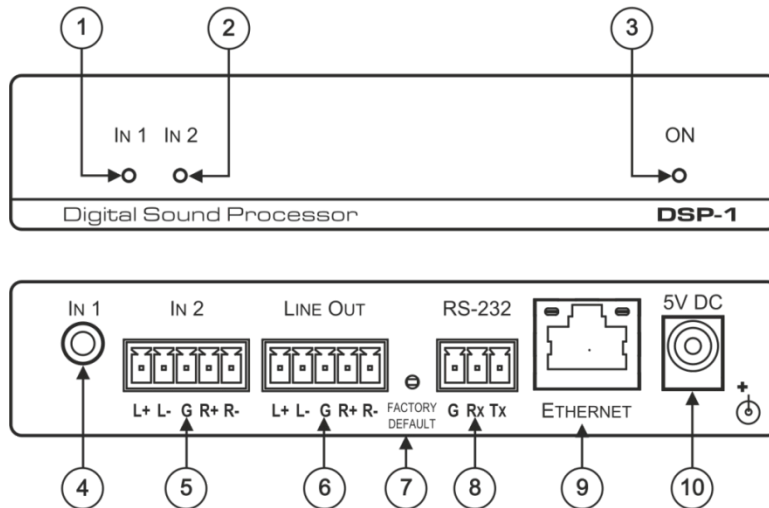 1 2 3
IN 1 IN 2 ON
Digital Sound Processor DSP-1
IN 1 IN 2 LINE OUT RS-232 5V DC
L+ L- G R+ R- L+ L- G R+ R- FACTORY DEFAULT G Rx Tx ETHERNET +
4 5 6 7 8 9 10